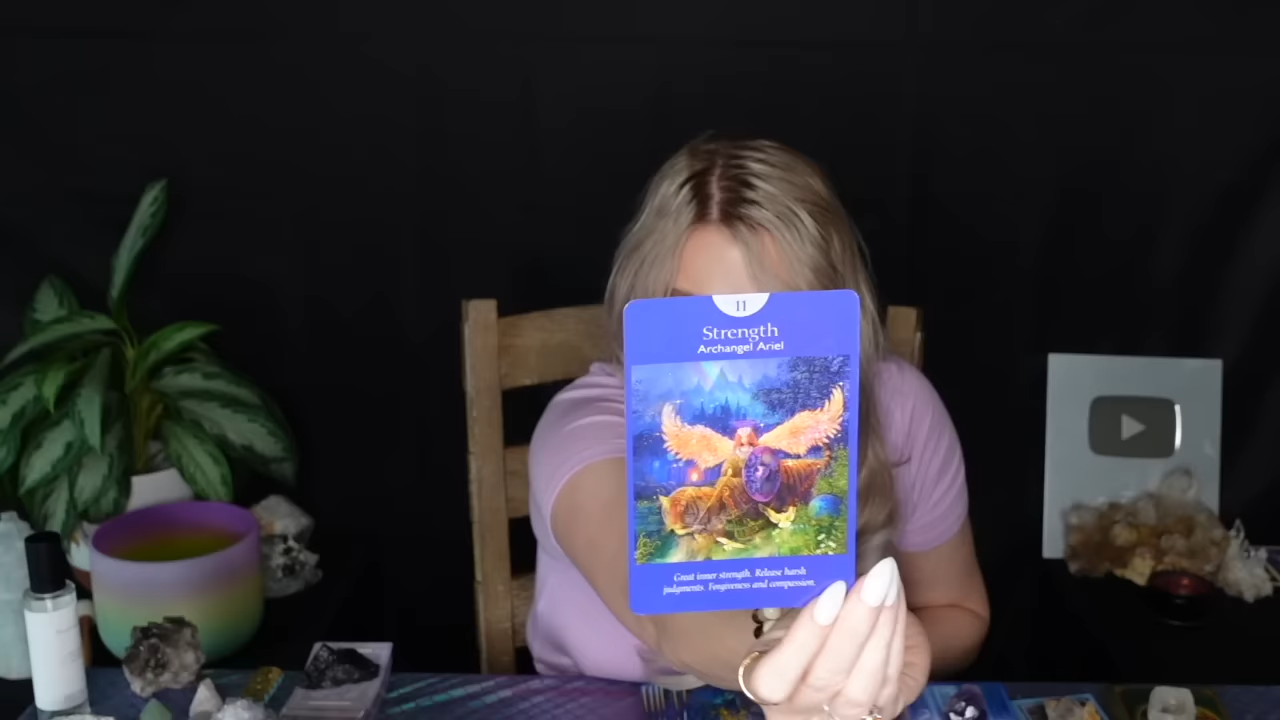 11
Strength
Archangel Ariel
Great inner strength. Release harsh
judgments. Forgiveness and compassion.